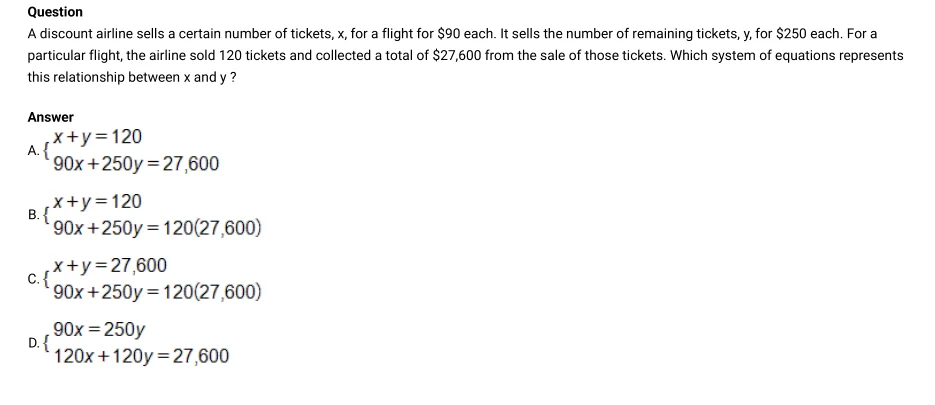 Question
A discount airline sells a certain number of tickets, x, for a flight for $90 each. It sells the number of remaining tickets, y, for $250 each. For a
particular flight, the airline sold 120 tickets and collected a total of $27,600 from the sale of those tickets. Which system of equations represents
this relationship between x and y ?
Answer
A. { x+y=120
90x+250y=27,600
B. { x+y=120
90x+250y=120(27,600)
C. { x+y=27,600
90x+250y=120(27,600)
D. { 90x=250y
120x+120y=27,600